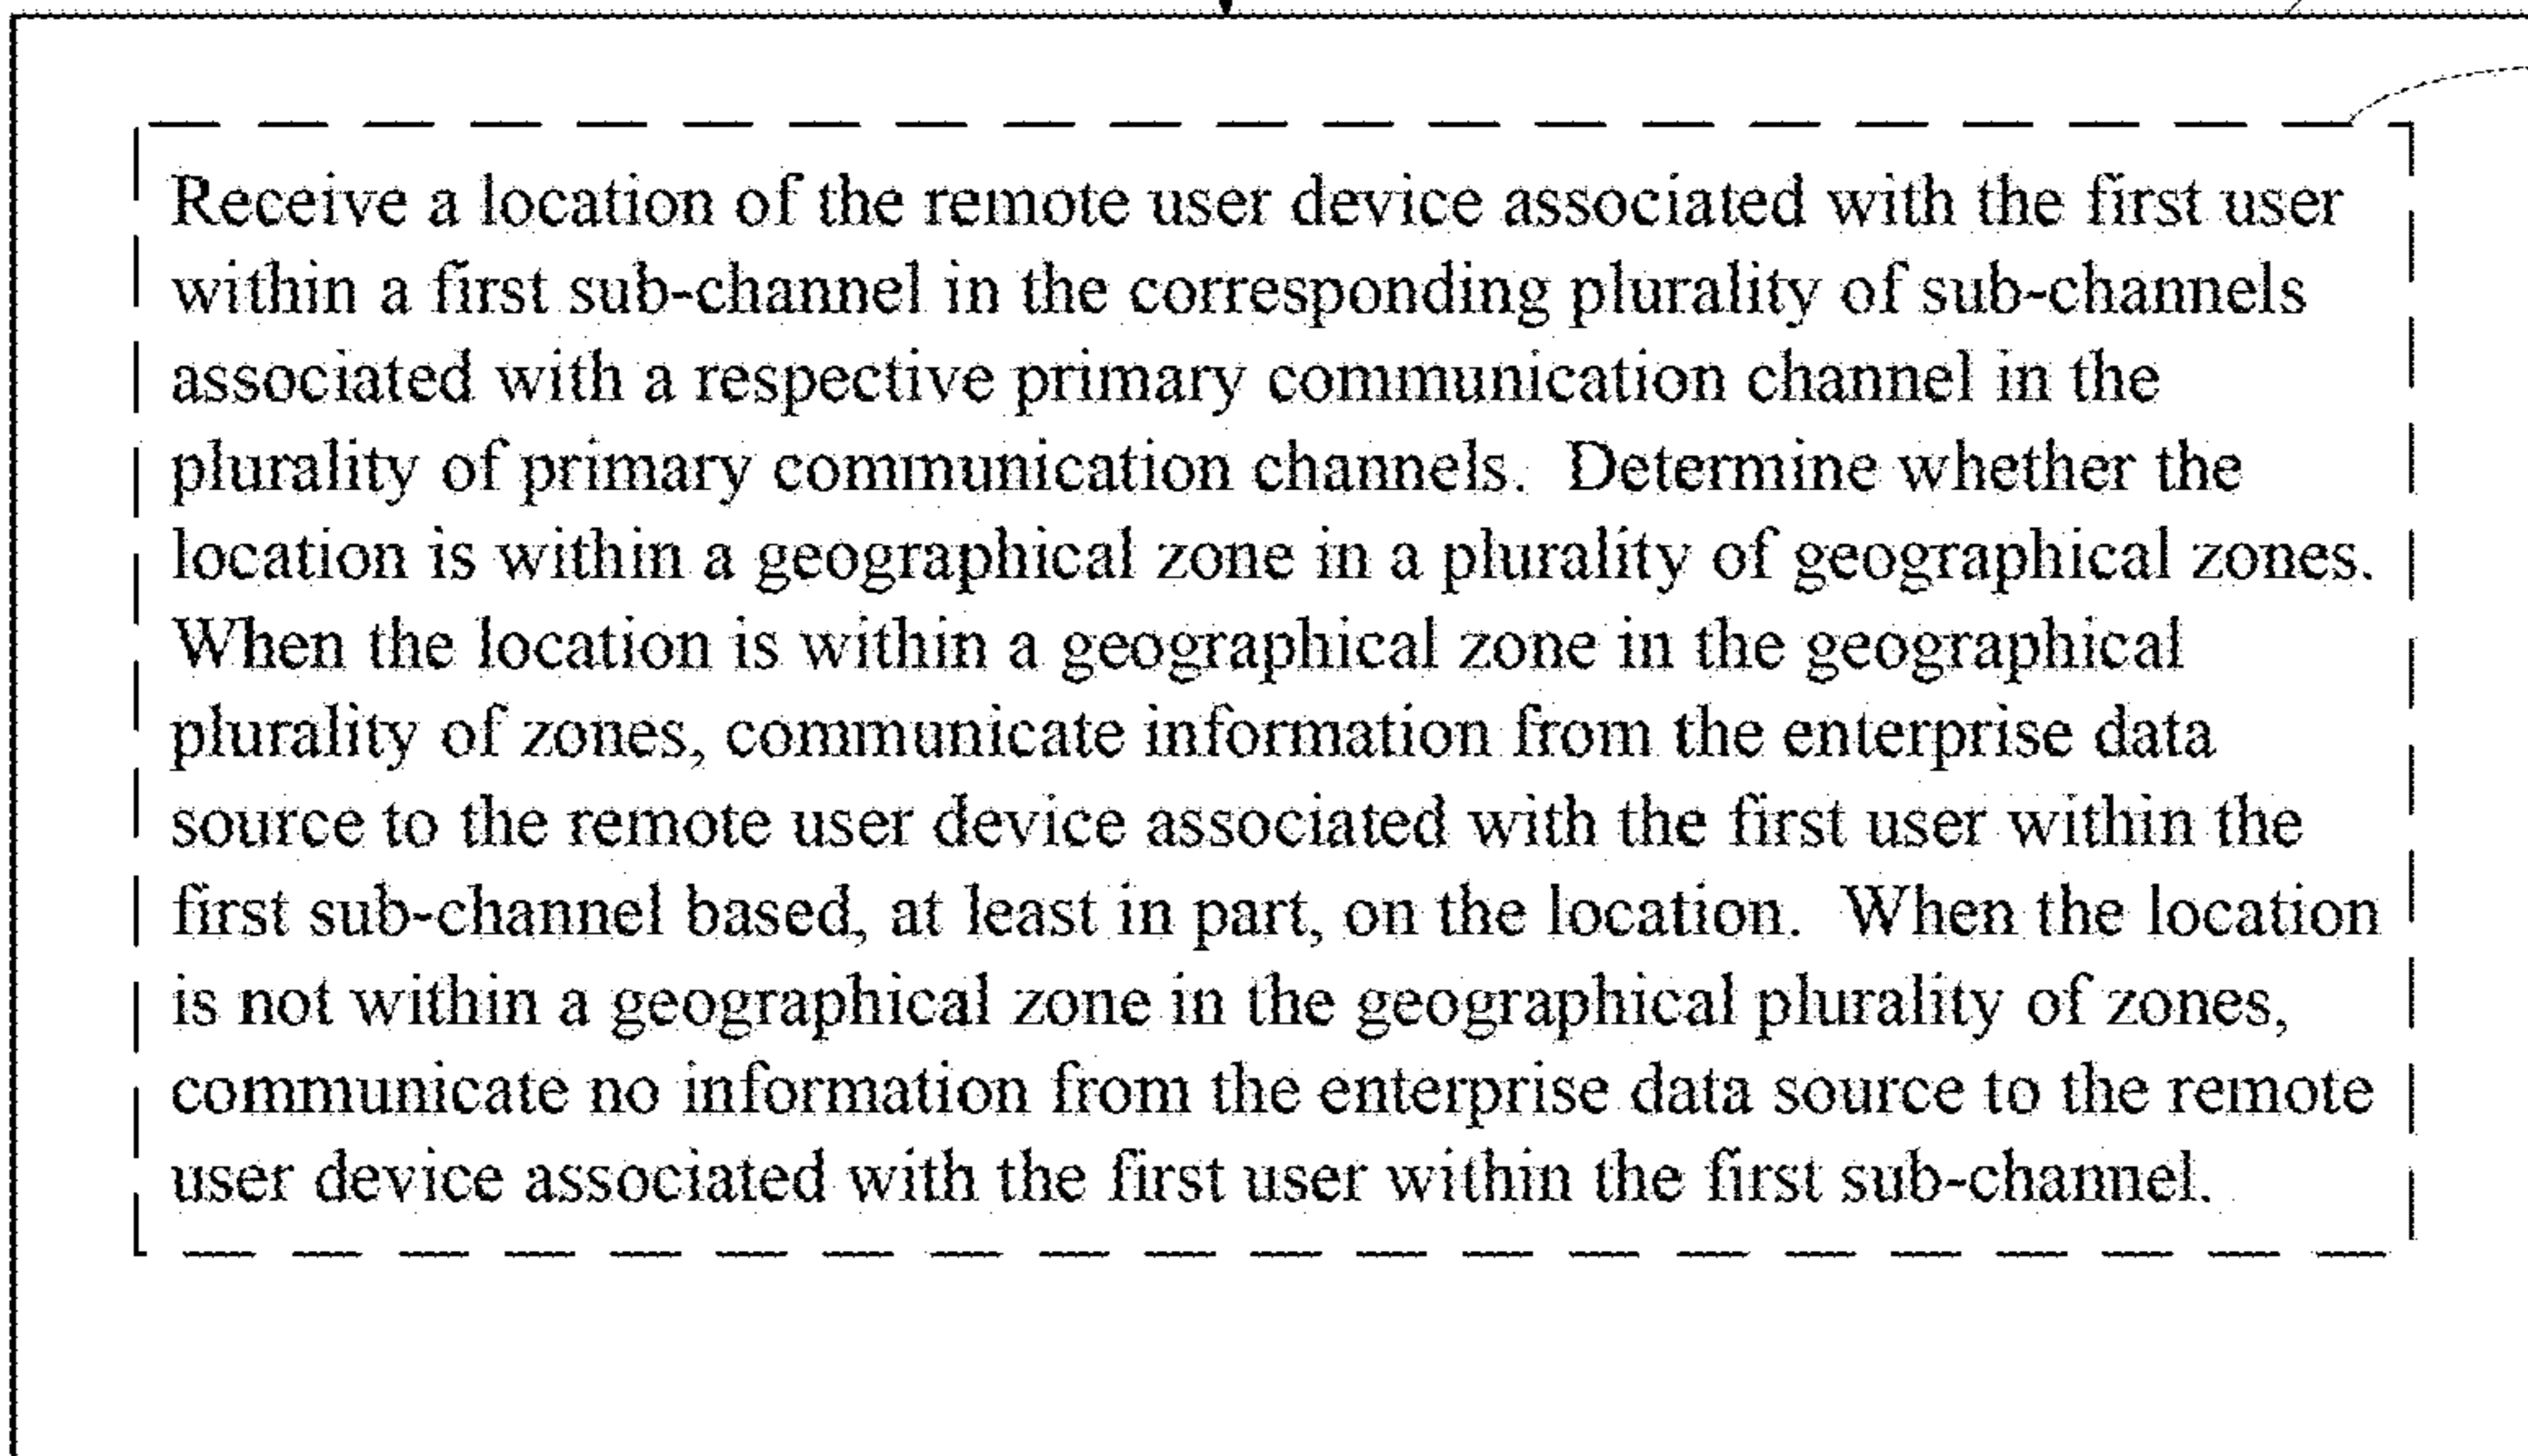 Receive a location of the remote user device associated with the first user
within a first sub-channel in the corresponding plurality of sub-channels
associated with a respective primary communication channel in the
plurality of primary communication channels.  Determine whether the
location is within a geographical zone in a plurality of geographical zones.
When the location is within a geographical zone in the geographical
plurality of zones, communicate information from the enterprise data
source to the remote user device associated with the first user within the
first sub-channel based, at least in part, on the location.  When the location
is not within a geographical zone in the geographical plurality of zones,
communicate no information from the enterprise data source to the remote
user device associated with the first user within the first sub-channel.